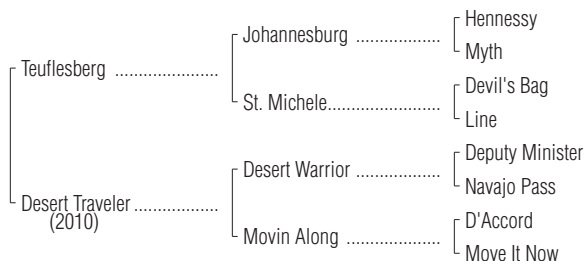 Hennessy
Johannesburg ....................
Myth
Teuflesberg .........................
Devil's Bag
St. Michele...........................
Line
Deputy Minister
Desert Warrior ....................
Navajo Pass
Desert Traveler ....................
(2010)
D'Accord
Movin Along ......................
Move It Now